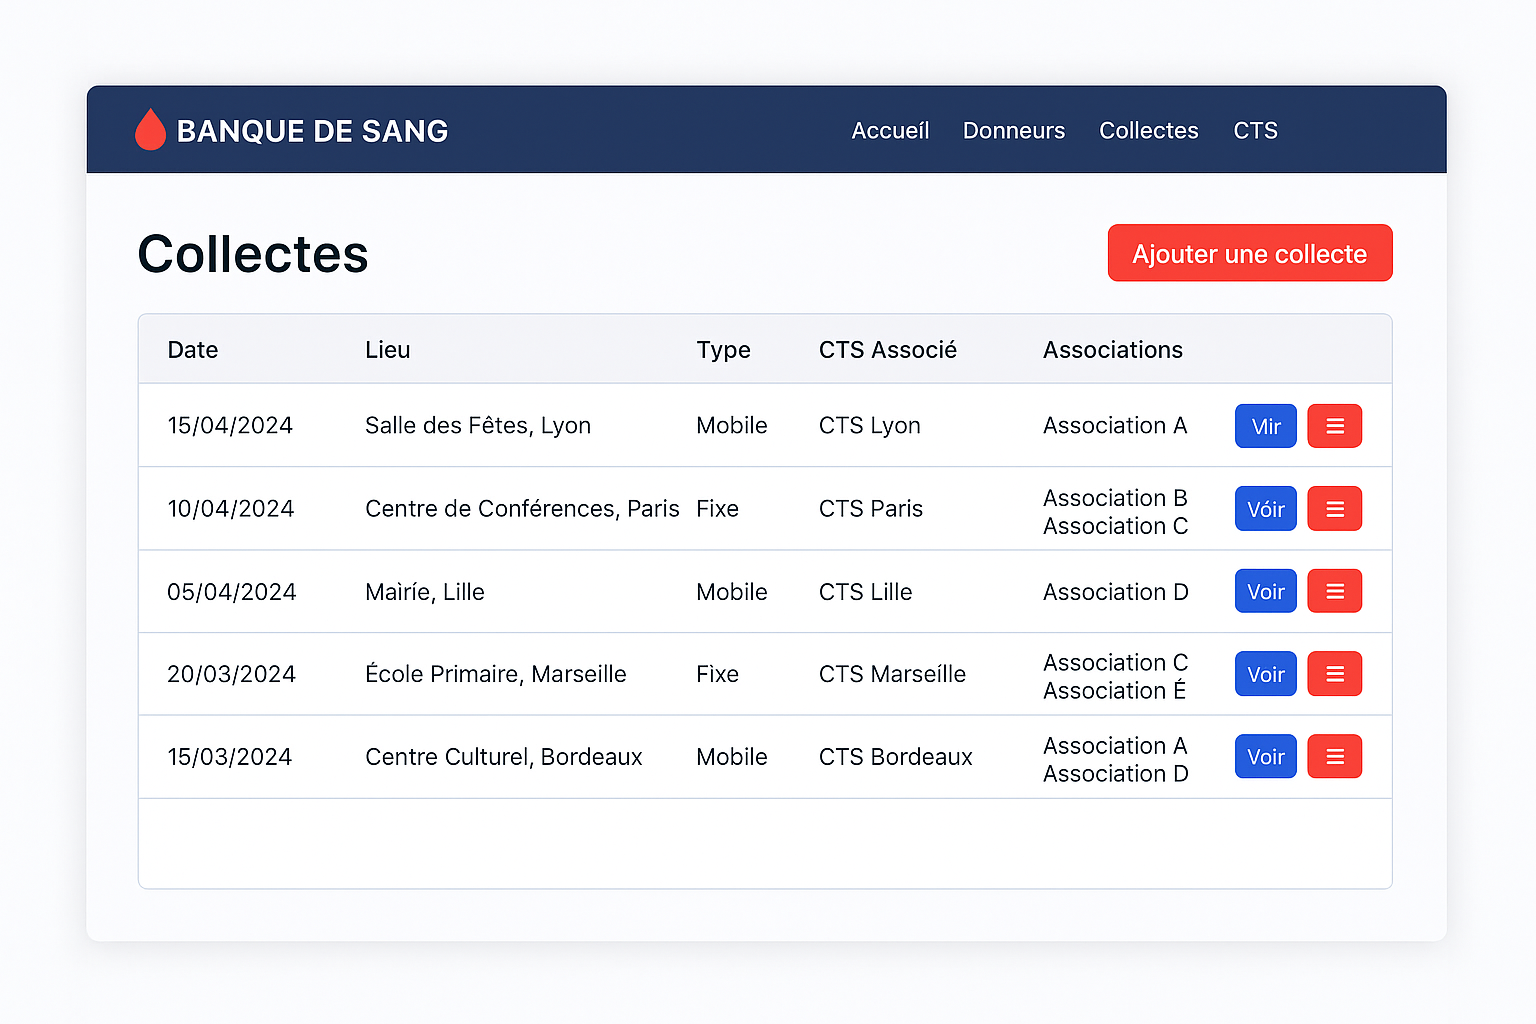 BANQUE DE SANG
Accueíl Donneurs Collectes CTS
Collectes
Ajouter une collecte
Date Lieu Type CTS Associé Associations
15/04/2024 Salle des Fêtes, Lyon Mobile CTS Lyon Association A Vlir
10/04/2024 Centre de Conférences, Paris Fixe CTS Paris Association B Vóir
Association C
05/04/2024 Maìríe, Lille Mobile CTS Lille Association D Voir
20/03/2024 École Primaire, Marseille Fìxe CTS Marseílle Association C Voir
Association É
15/03/2024 Centre Culturel, Bordeaux Mobile CTS Bordeaux Association A Voir
Association D